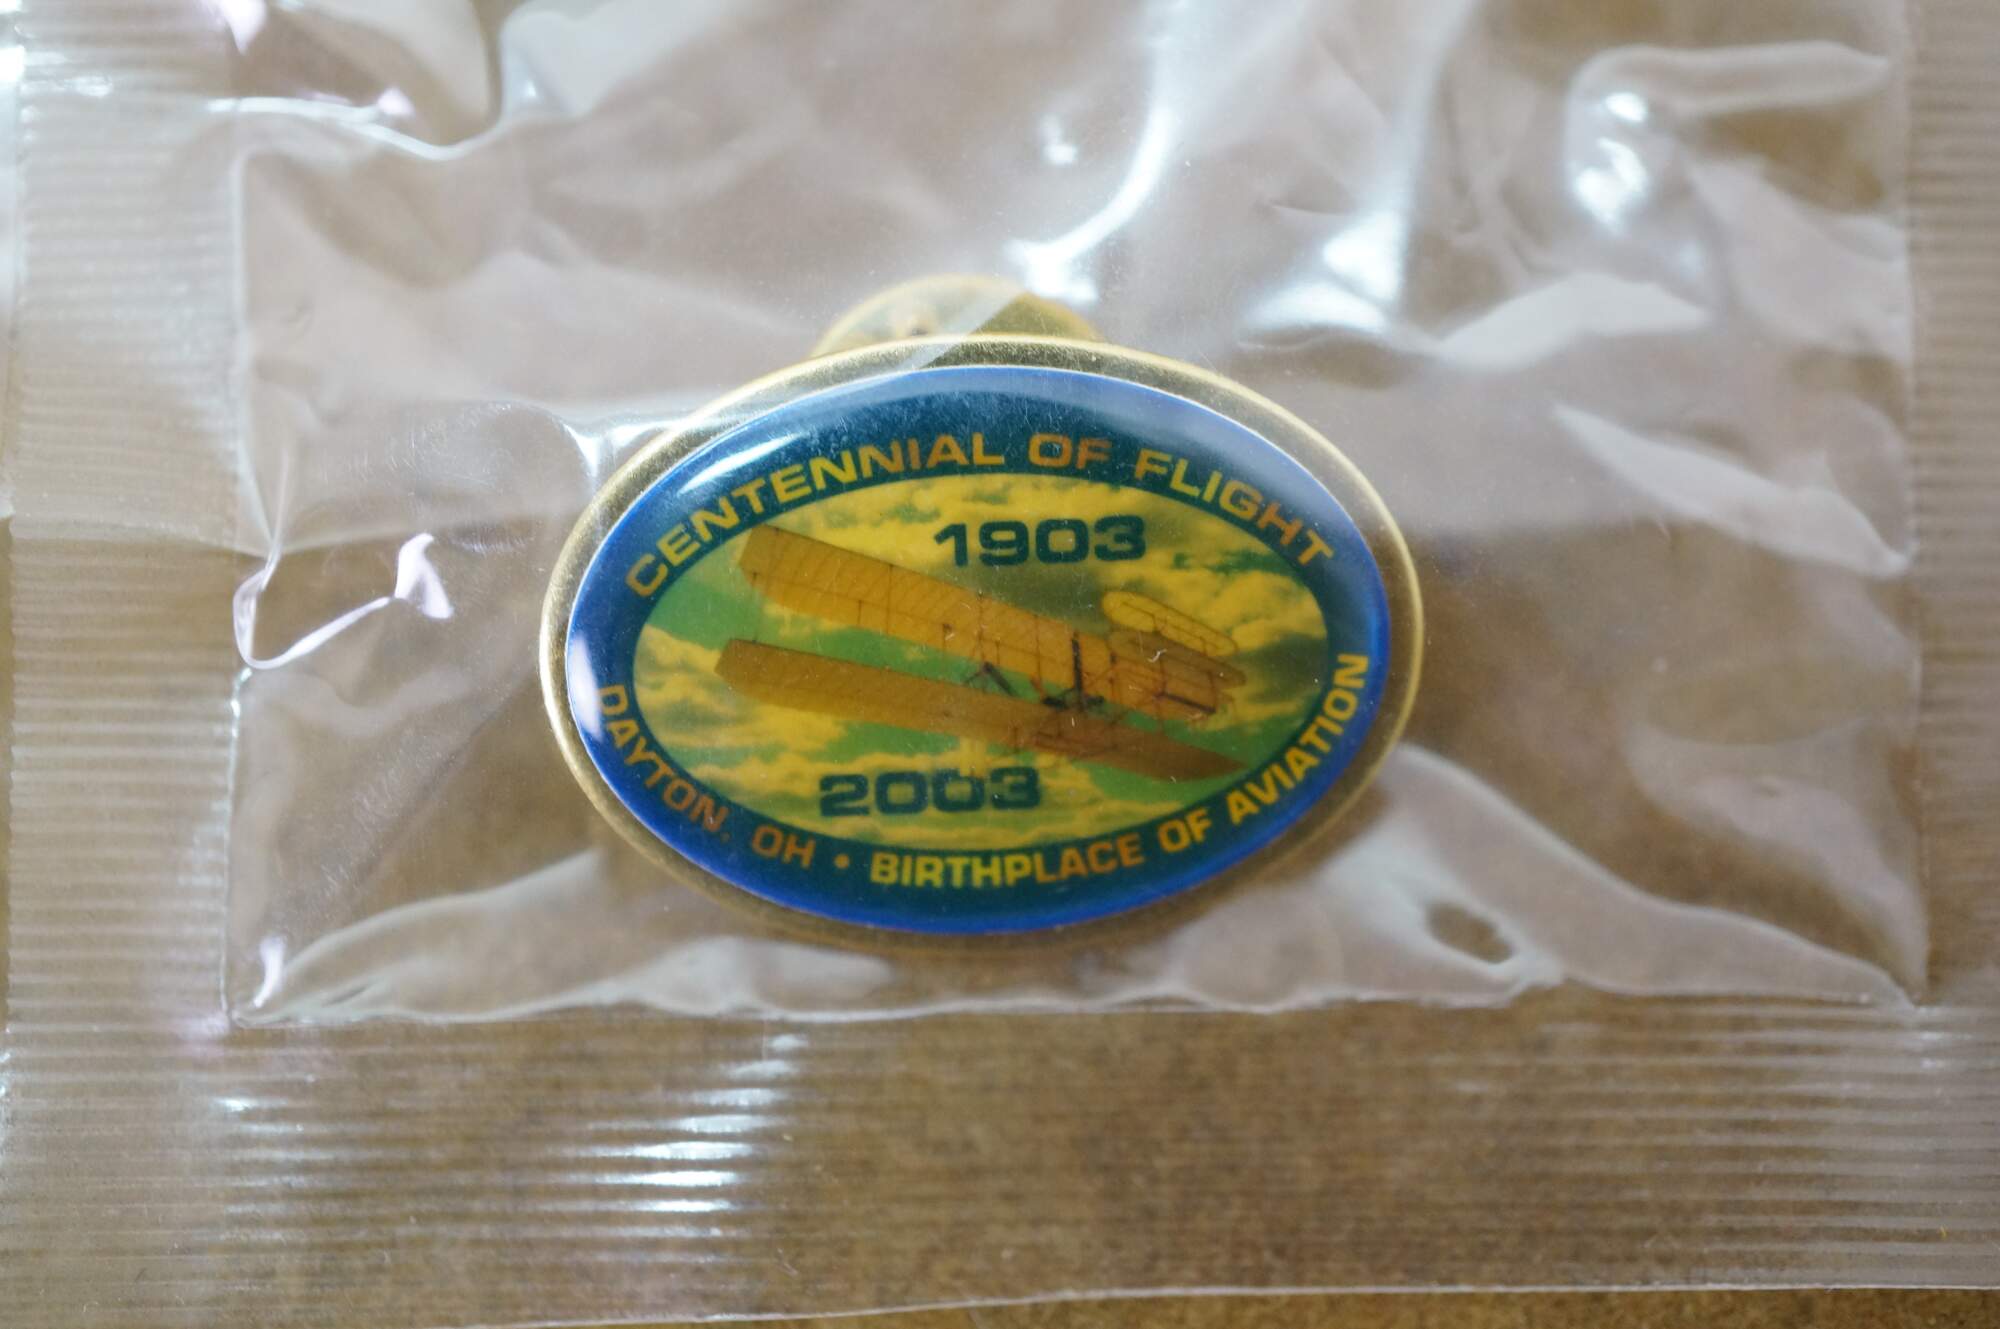 CENTENNIAL OF FLIGHT
1903
2003
DAYTON, OH • BIRTHPLACE OF AVIATION